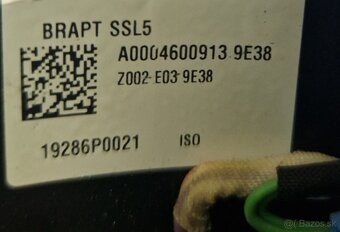 BRAPT SSL5
A0004600913 9E38
Z002-E03 9E38
19286P0021 ISO
bazos.sk